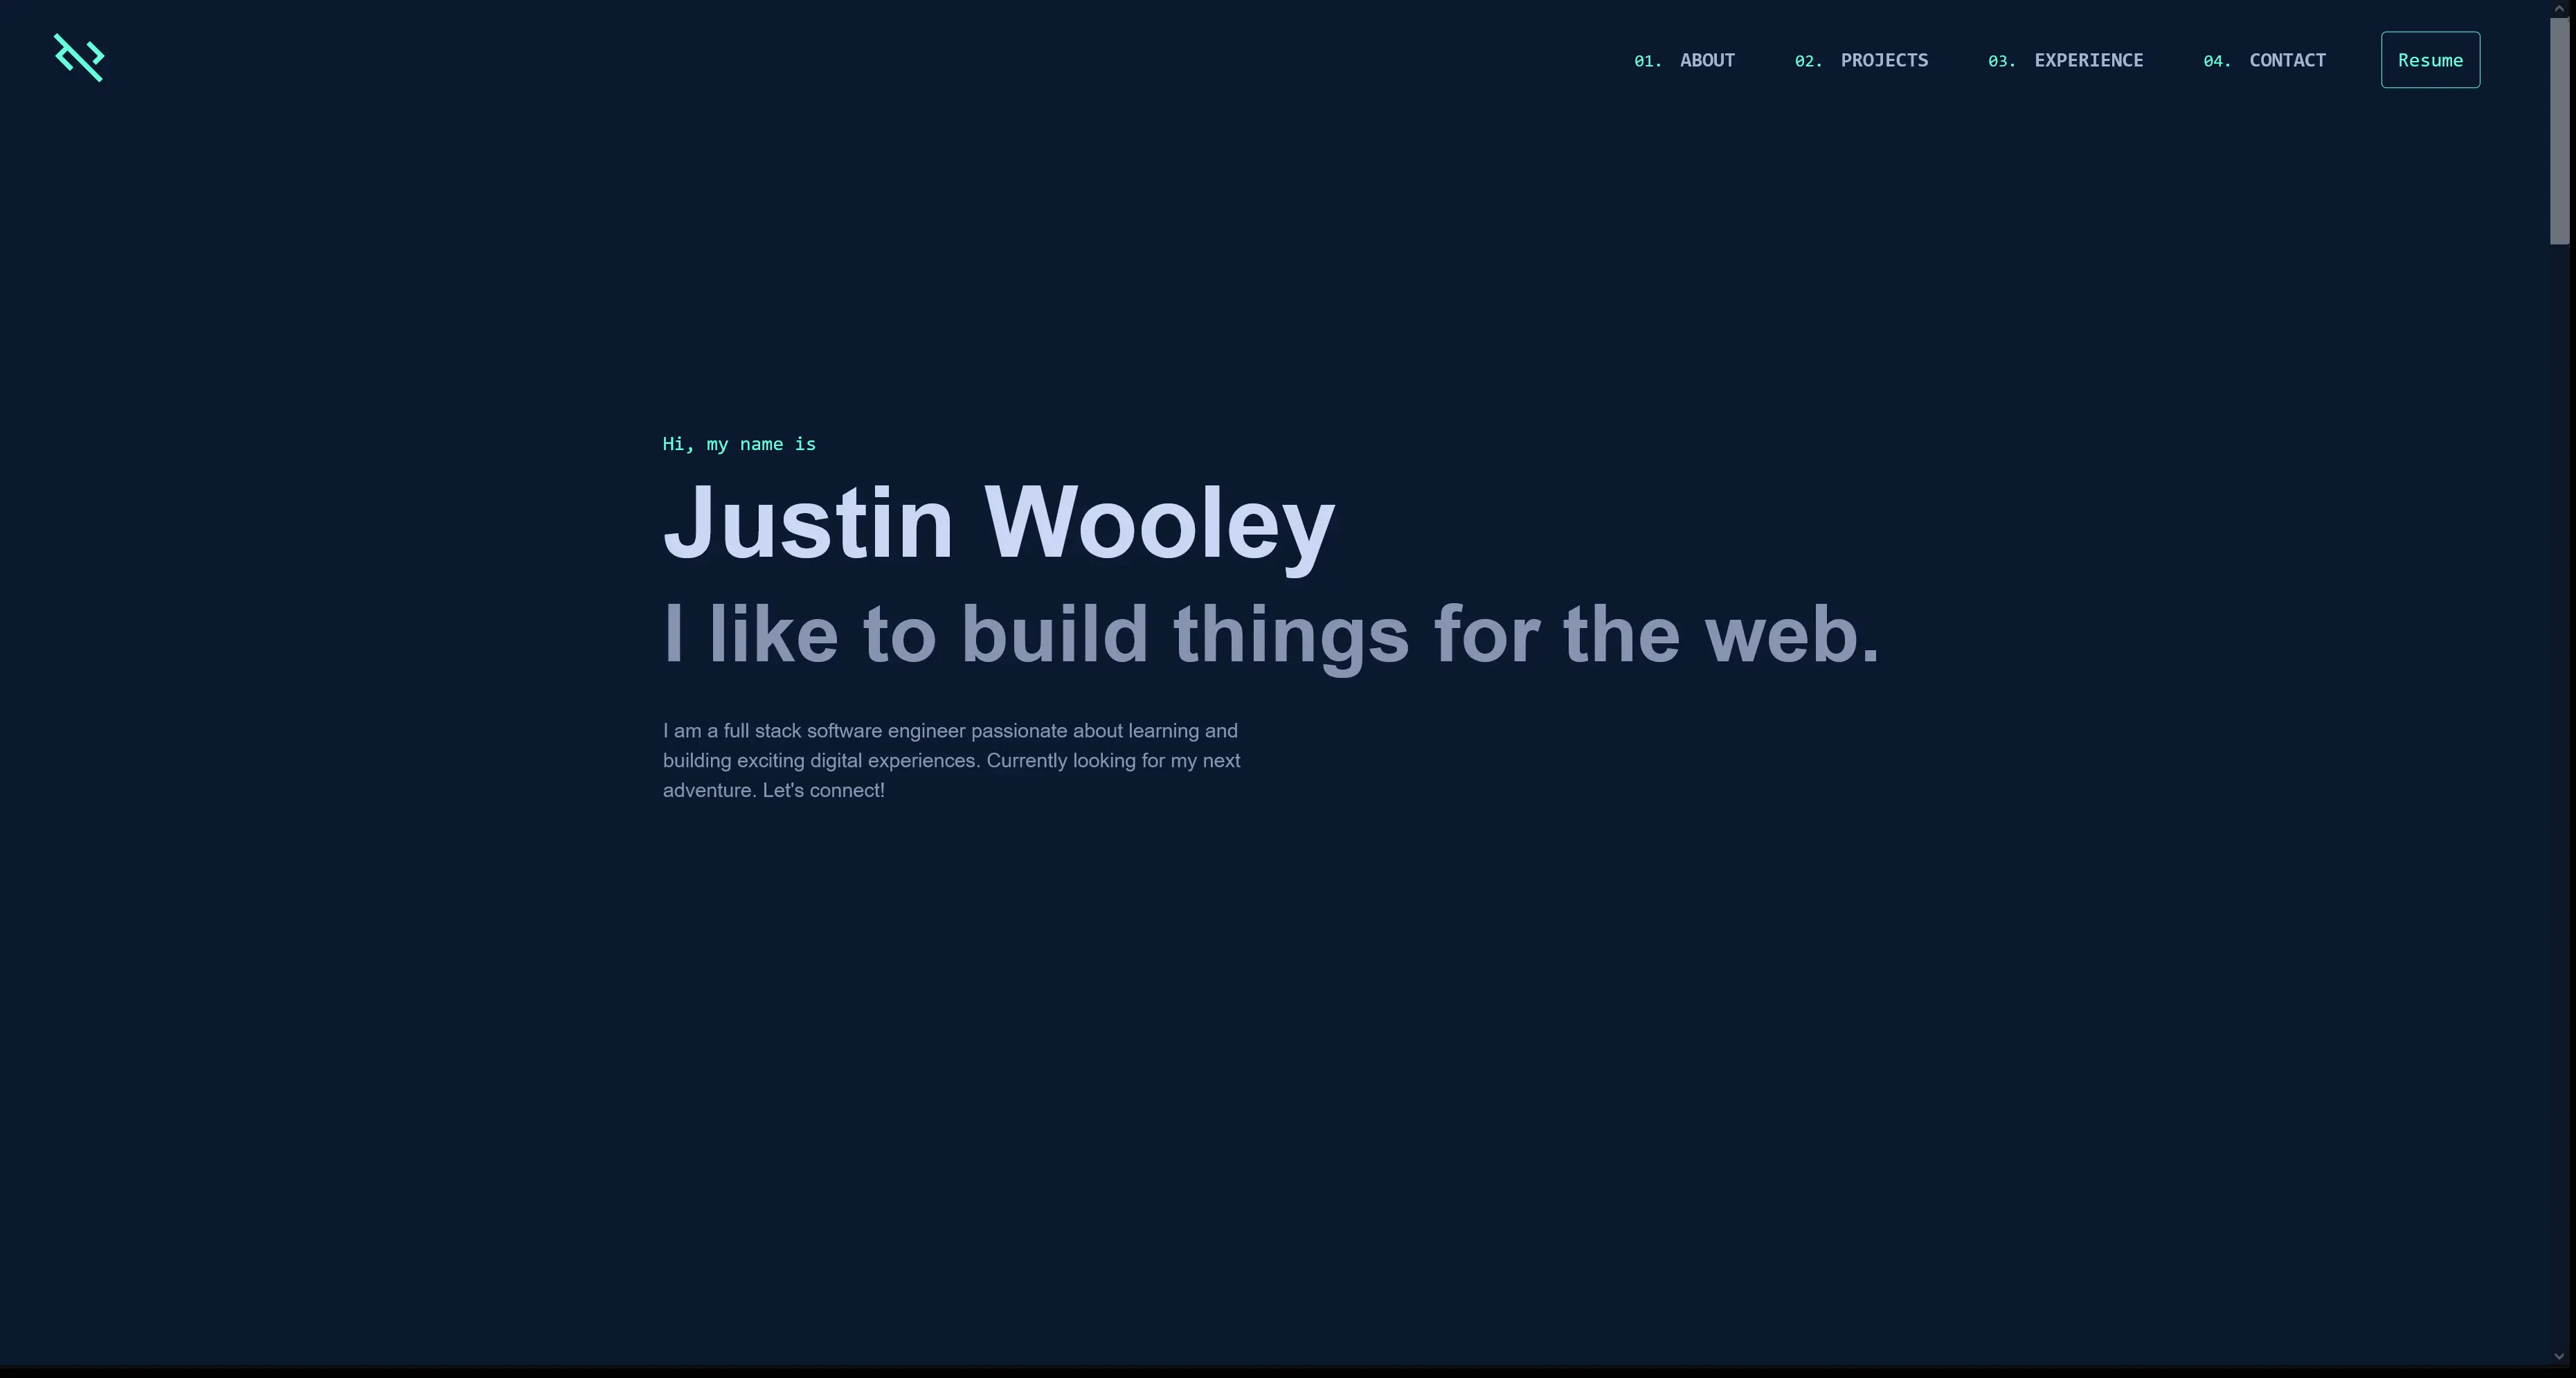 01. ABOUT 02. PROJECTS 03. EXPERIENCE 04. CONTACT Resume
Hi, my name is
Justin Wooley
I like to build things for the web.
I am a full stack software engineer passionate about learning and
building exciting digital experiences. Currently looking for my next
adventure. Let's connect!